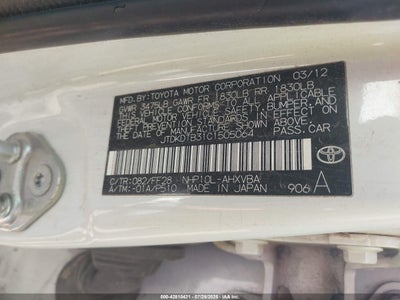 MFD.BY: TOYOTA MOTOR CORPORATION 03/12
GVWR 3475LB GAWR FR 1830LB RR 1830LB
THIS VEHICLE CONFORMS TO ALL APPLICABLE
FEDERAL MOTOR VEHICLE SAFETY, BUMPER, AND
THEFT PREVENTION STANDARDS IN EFFECT ON
THE DATE OF MANUFACTURE SHOWN ABOVE.
PASS.CAR
C/TR:082/FF28 NHP10L-AHXVBA
A/TM:-01A/P510 MADE IN JAPAN
906 A
TOYOTA